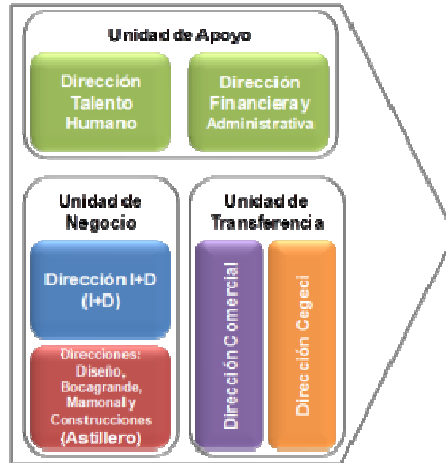 Unidad de Apoyo
Dirección
Talento
Humano
Dirección
Financiera y
Administrativa
Unidad de
Negocio
Dirección I+D
(I+D)
Direcciones:
Diseño,
Bocagrande,
Mamonal y
Construcciones
(Astillero)
Unidad de
Transferencia
Dirección Comercial
Dirección Cegeci